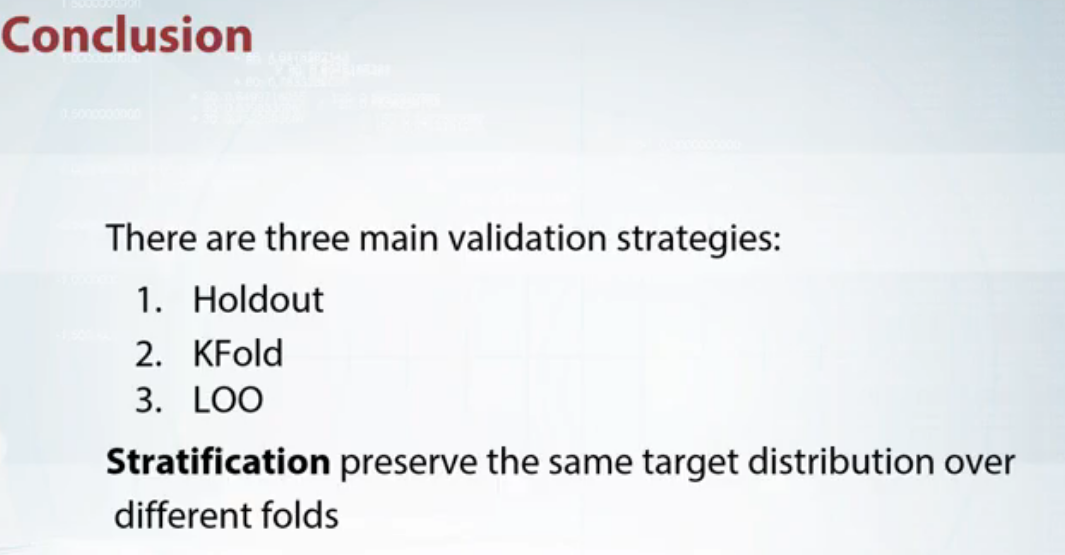 Conclusion
There are three main validation strategies:
1. Holdout
2. KFold
3. LOO
Stratification preserve the same target distribution over
different folds